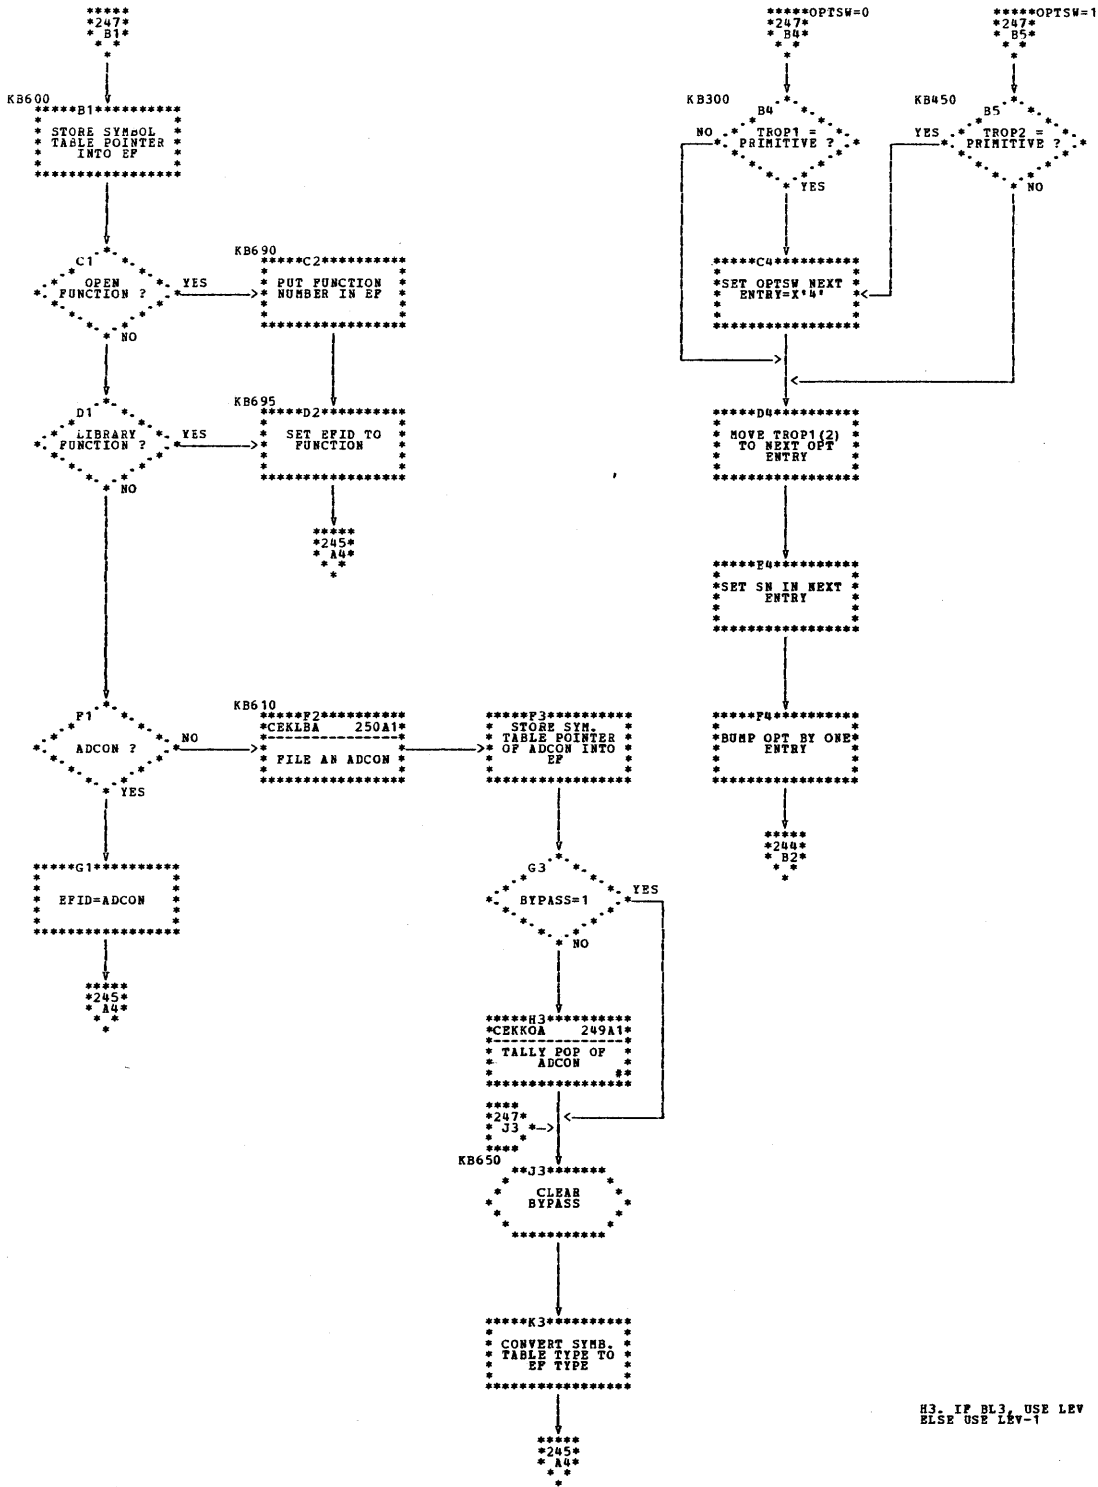 247
B1
KB600
B1
STORE SYMBOL
TABLE POINTER
INTO EF
C1
OPEN
FUNCTION ?
YES
NO
KB690
C2
PUT FUNCTION
NUMBER IN EF
D1
LIBRARY
FUNCTION ?
YES
NO
KB695
D2
SET EFID TO
FUNCTION
245
A4
F1
ADCON ?
NO
YES
KB610
F2
CEKLBA 250A1
FILE AN ADCON
F3
STORE SYM.
TABLE POINTER
OF ADCON INTO
EF
G1
EFID=ADCON
245
A4
G3
BYPASS=1
YES
NO
H3
CEKKOA 249A1
TALLY POP OF
ADCON
#
247
J3
KB650
J3
CLEAR
BYPASS
K3
CONVERT SYMB.
TABLE TYPE TO
EF TYPE
245
A4
OPTSW=0
247
B4
KB300
B4
TROP1 =
PRIMITIVE ?
NO
YES
OPTSW=1
247
B5
KB450
B5
TROP2 =
PRIMITIVE ?
YES
NO
C4
SET OPTSW NEXT
ENTRY=X'4'
D4
MOVE TROP1(2)
TO NEXT OPT
ENTRY
E4
SET SN IN NEXT
ENTRY
F4
BUMP OPT BY ONE
ENTRY
244
B2
H3. IF BL3, USE LEV
ELSE USE LEV-1